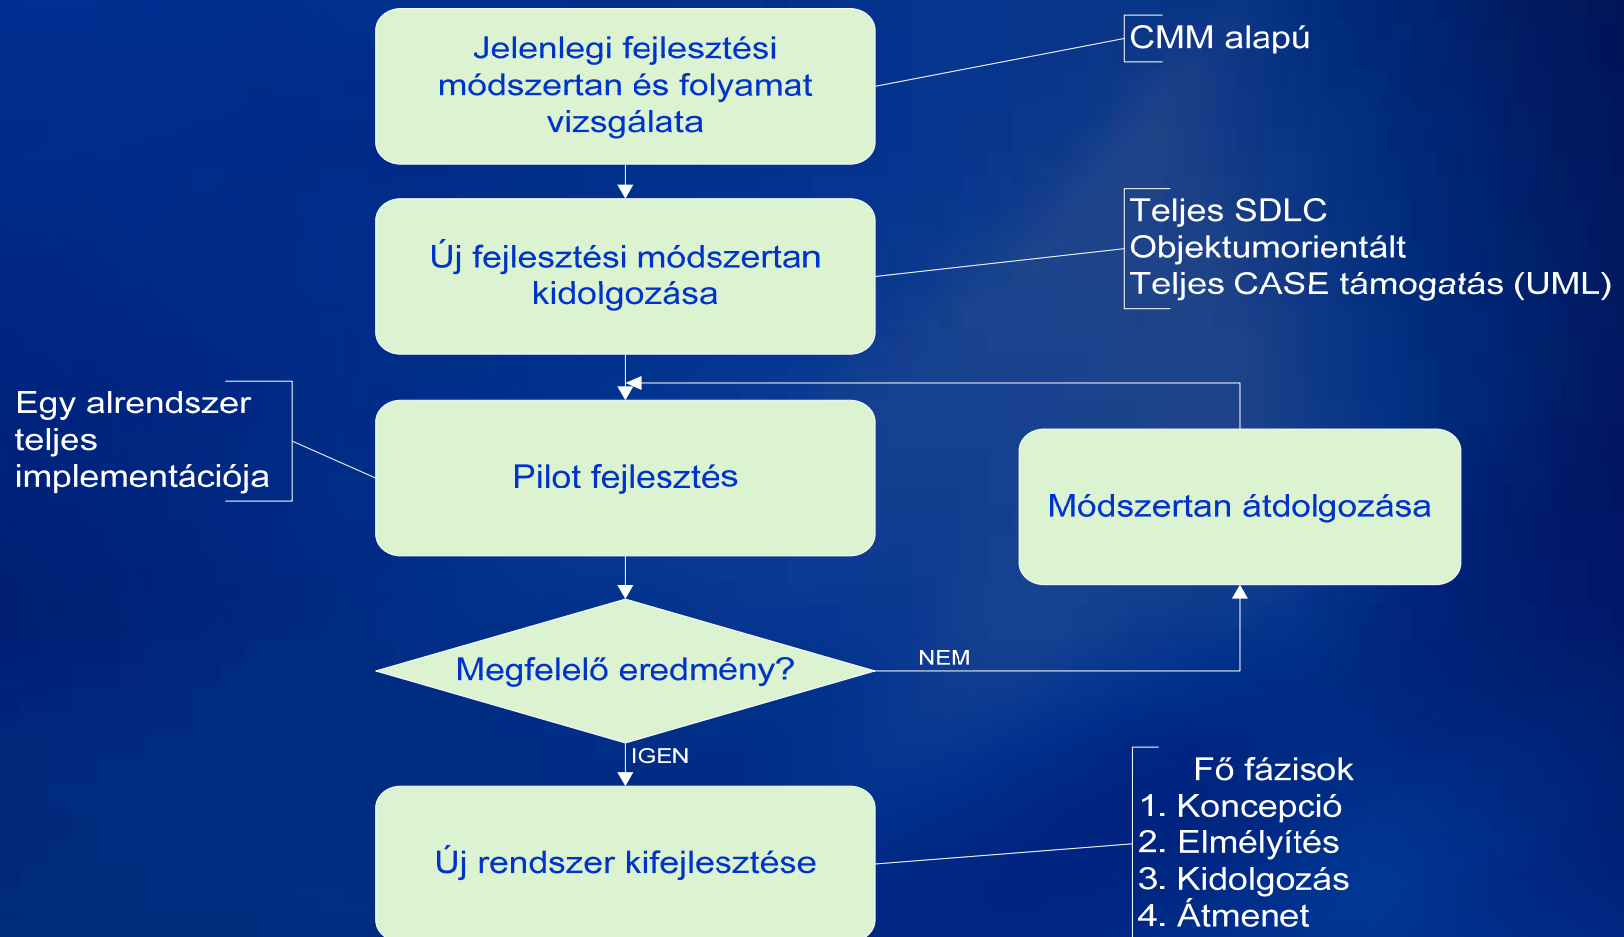 Jelenlegi fejlesztési
módszertan és folyamat
vizsgálata
CMM alapú
Új fejlesztési módszertan
kidolgozása
Teljes SDLC
Objektumorientált
Teljes CASE támogatás (UML)
Egy alrendszer
teljes
implementációja
Pilot fejlesztés
Módszertan átdolgozása
Megfelelő eredmény?
NEM
IGEN
Új rendszer kifejlesztése
Fő fázisok
1. Koncepció
2. Elmélyítés
3. Kidolgozás
4. Átmenet